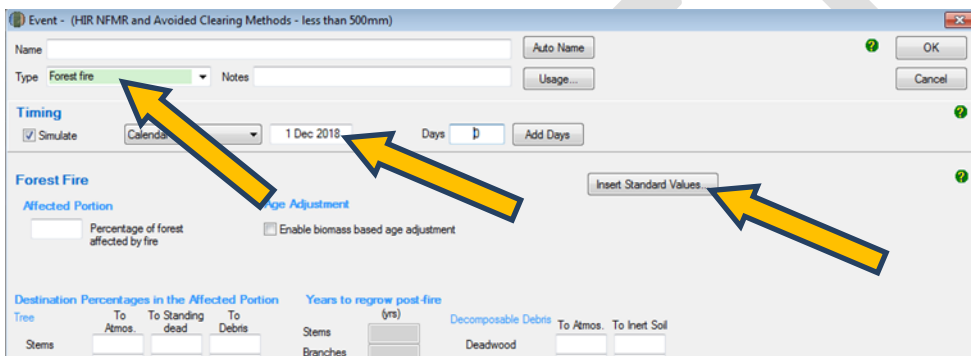 Event - (HIR NFMR and Avoided Clearing Methods - less than 500mm)
Name Auto Name ? OK
Type Forest fire Notes Usage... Cancel
Timing ?
Simulate 1 Dec 2018 Days 0 Add Days
Forest Fire Insert Standard Values... ?
Affected Portion Age Adjustment
Percentage of forest
affected by fire
Enable biomass based age adjustment
Destination Percentages in the Affected Portion Years to regrow post-fire
Tree To Atmos. To Standing dead To Debris (yrs) Decomposable Debris To Atmos. To Inert Soil
Stems Stems Deadwood
Branches